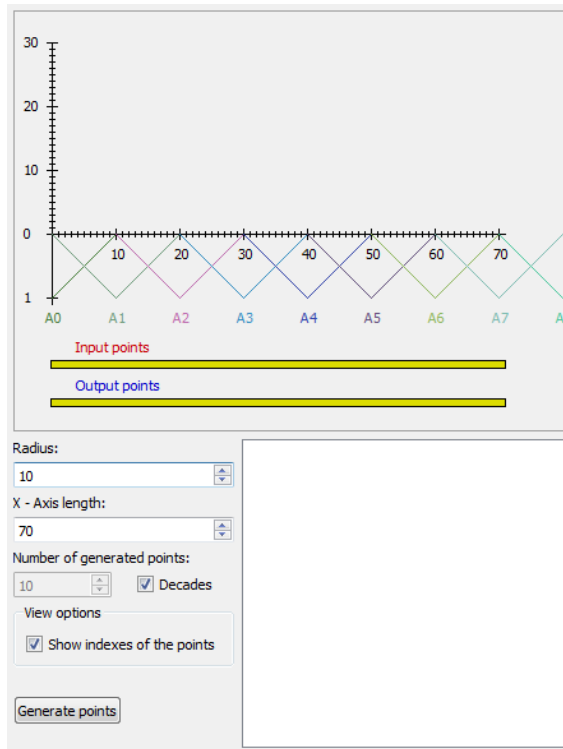 30
20
10
0
10 20 30 40 50 60 70
1
A0 A1 A2 A3 A4 A5 A6 A7
Input points
Output points
Radius:
10
X - Axis length:
70
Number of generated points:
10 Decades
View options
Show indexes of the points
Generate points